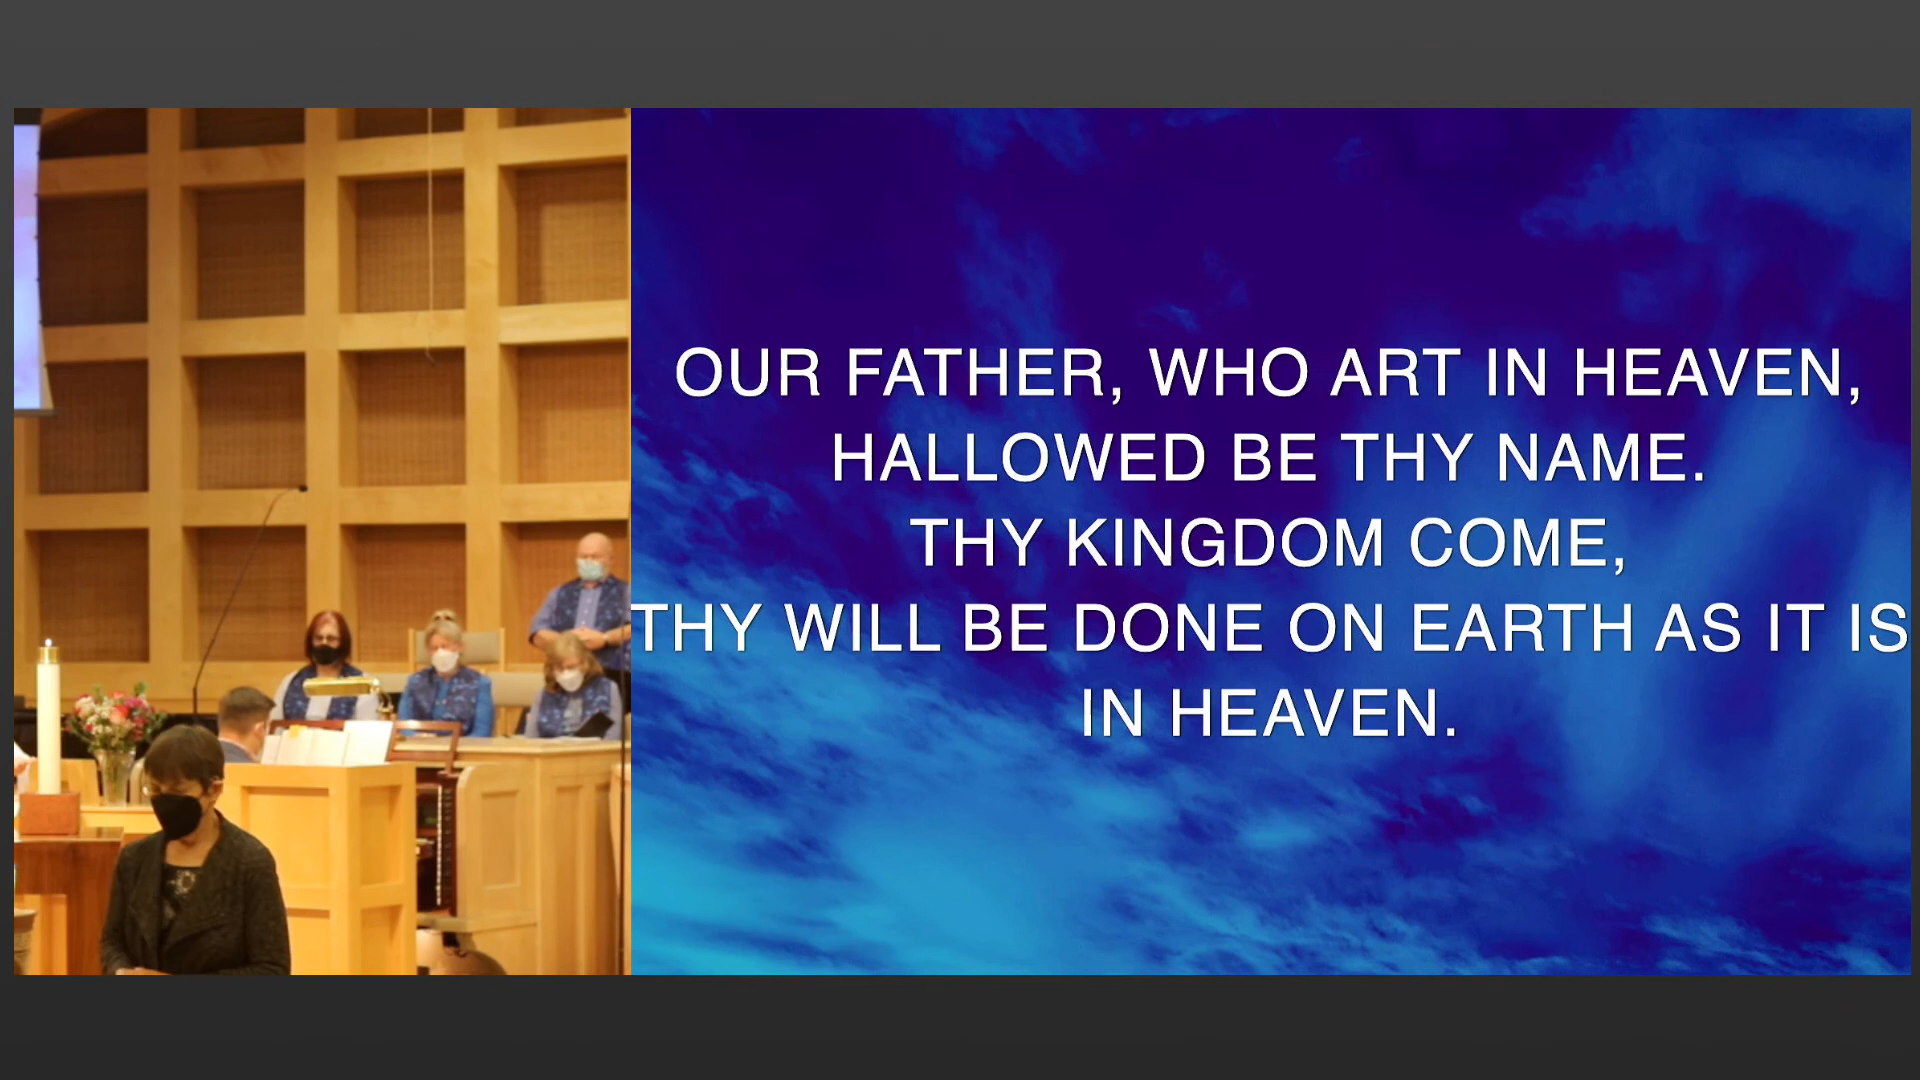 OUR FATHER, WHO ART IN HEAVEN,
HALLOWED BE THY NAME.
THY KINGDOM COME,
THY WILL BE DONE ON EARTH AS IT IS
IN HEAVEN.